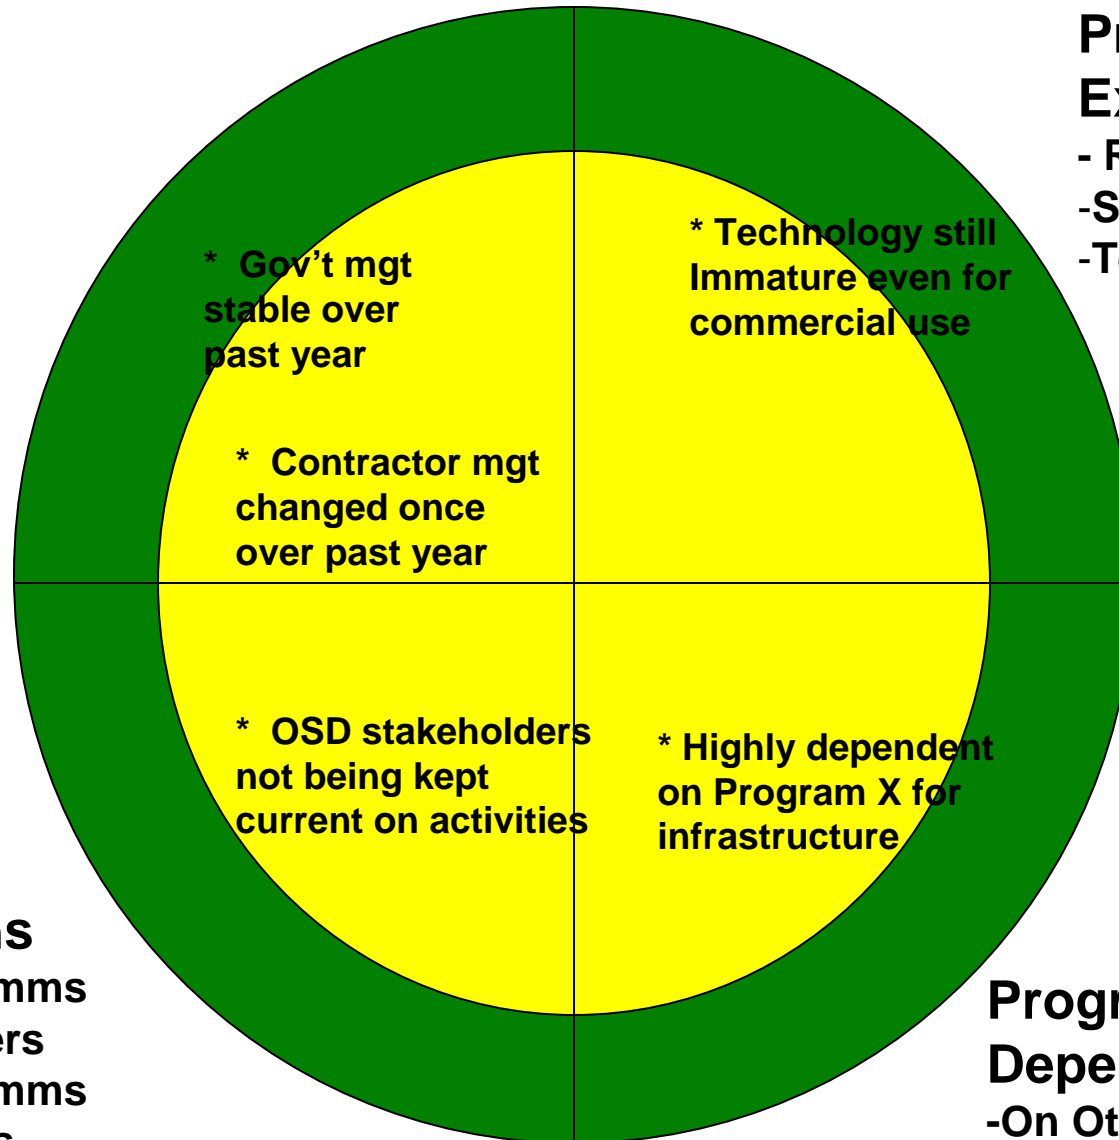 * Gov't mgt
stable over
past year
* Contractor mgt
changed once
over past year
* Technology still
Immature even for
commercial use
* OSD stakeholders
not being kept
current on activities
* Highly dependent
on Program X for
infrastructure
-On